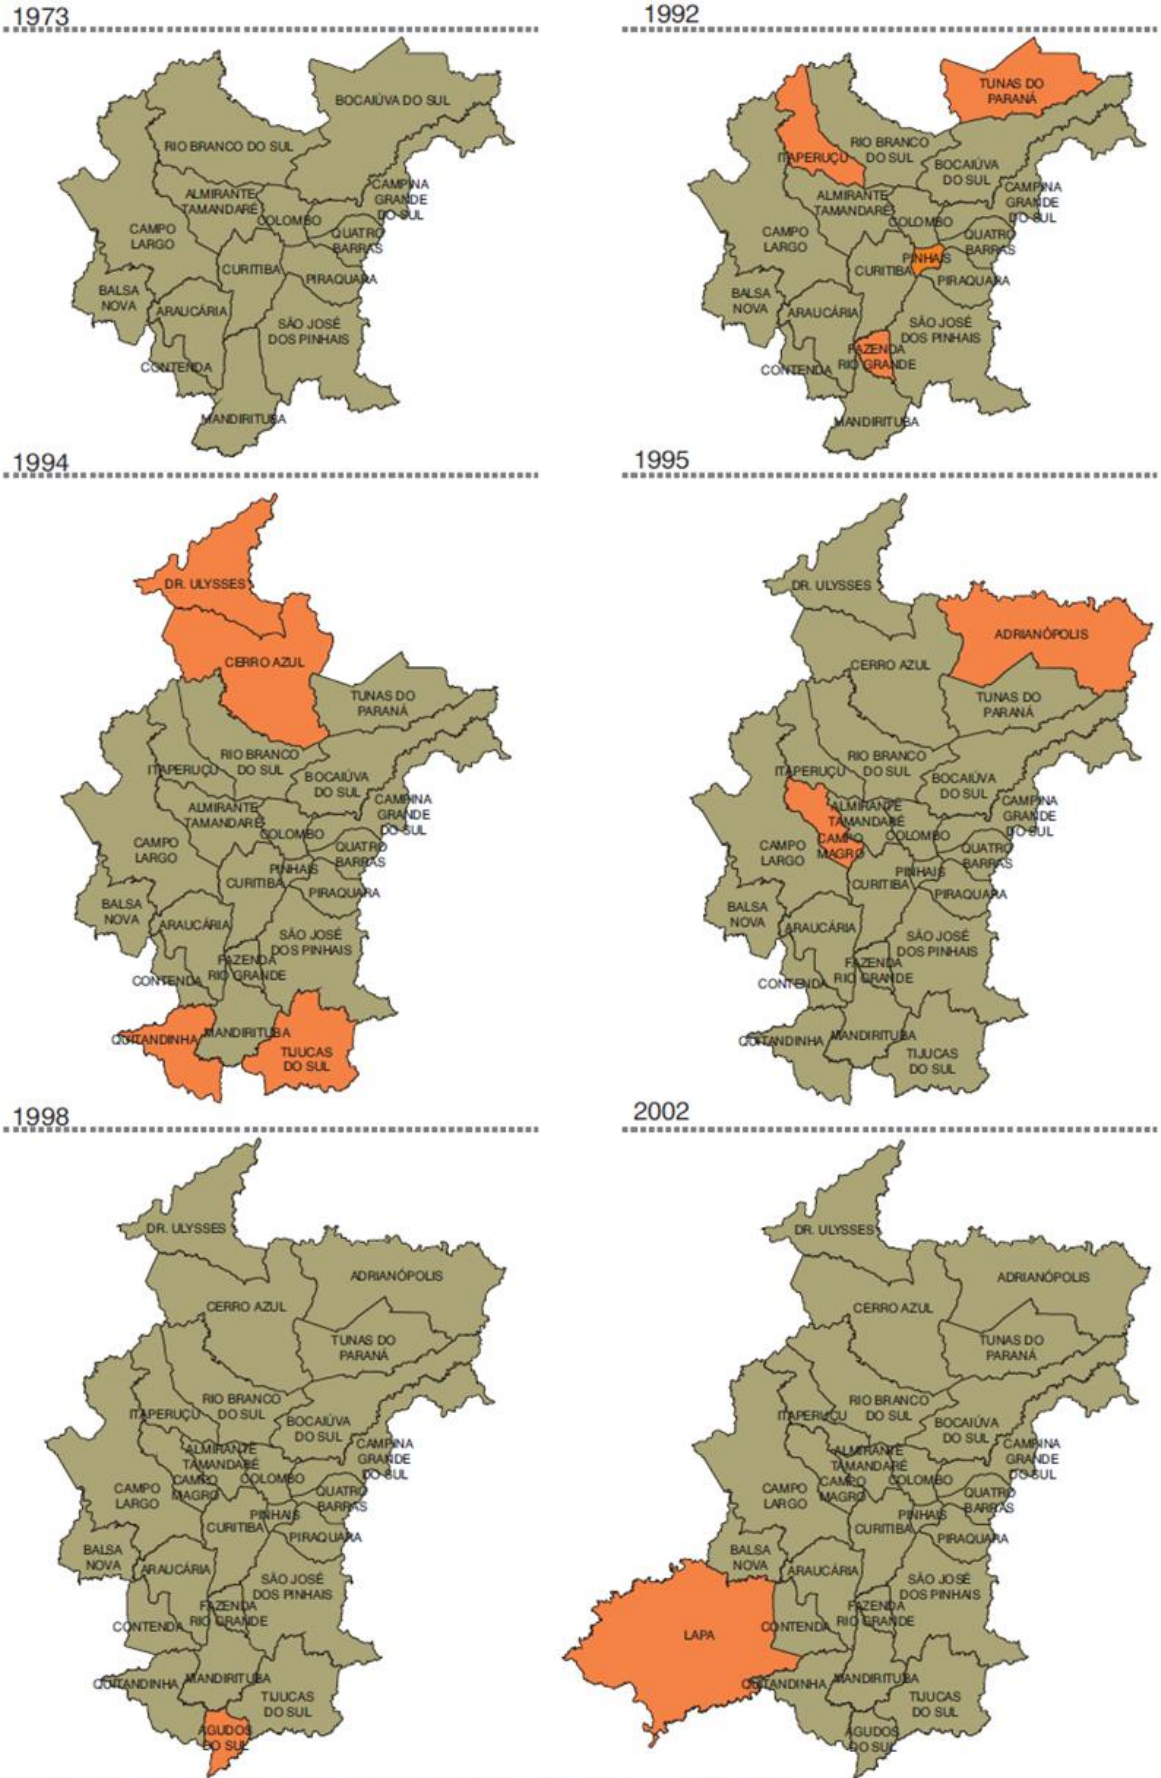 1973
BOCAIÚVA DO SUL
RIO BRANCO DO SUL
ALMIRANTE
TAMANDARÉ
COLOMBO
CAMPINA
GRANDE
DO SUL
CAMPO
LARGO
QUATRO
BARRAS
CURITIBA
PIRAQUARA
BALSA
NOVA
ARAUCÁRIA
SÃO JOSÉ
DOS PINHAIS
CONTENDA
MANDIRITUBA
1992
TUNAS DO
PARANÁ
ITAPERUÇU
RIO BRANCO
DO SUL
BOCAIÚVA
DO SUL
CAMPINA
GRANDE
DO SUL
ALMIRANTE
TAMANDARÉ
COLOMBO
CAMPO
LARGO
QUATRO
BARRAS
PINHAIS
CURITIBA
PIRAQUARA
BALSA
NOVA
ARAUCÁRIA
SÃO JOSÉ
DOS PINHAIS
FAZENDA
RIO GRANDE
CONTENDA
MANDIRITUBA
1994
DR. ULYSSES
CERRO AZUL
TUNAS DO
PARANÁ
ITAPERUÇU
RIO BRANCO
DO SUL
BOCAIÚVA
DO SUL
CAMPINA
GRANDE
DO SUL
ALMIRANTE
TAMANDARÉ
COLOMBO
CAMPO
LARGO
QUATRO
BARRAS
PINHAIS
CURITIBA
PIRAQUARA
BALSA
NOVA
ARAUCÁRIA
SÃO JOSÉ
DOS PINHAIS
FAZENDA
RIO GRANDE
CONTENDA
QUITANDINHA
MANDIRITUBA
TIJUCAS
DO SUL
1995
DR. ULYSSES
ADRIANÓPOLIS
CERRO AZUL
TUNAS DO
PARANÁ
ITAPERUÇU
RIO BRANCO
DO SUL
BOCAIÚVA
DO SUL
CAMPINA
GRANDE
DO SUL
ALMIRANTE
TAMANDARÉ
COLOMBO
CAMPO
MAGRO
CAMPO
LARGO
QUATRO
BARRAS
PINHAIS
CURITIBA
PIRAQUARA
BALSA
NOVA
ARAUCÁRIA
SÃO JOSÉ
DOS PINHAIS
FAZENDA
RIO GRANDE
CONTENDA
QUITANDINHA
MANDIRITUBA
TIJUCAS
DO SUL
1998
DR. ULYSSES
ADRIANÓPOLIS
CERRO AZUL
TUNAS DO
PARANÁ
ITAPERUÇU
RIO BRANCO
DO SUL
BOCAIÚVA
DO SUL
CAMPINA
GRANDE
DO SUL
ALMIRANTE
TAMANDARÉ
COLOMBO
CAMPO
MAGRO
CAMPO
LARGO
QUATRO
BARRAS
PINHAIS
CURITIBA
PIRAQUARA
BALSA
NOVA
ARAUCÁRIA
SÃO JOSÉ
DOS PINHAIS
FAZENDA
RIO GRANDE
CONTENDA
QUITANDINHA
MANDIRITUBA
TIJUCAS
DO SUL
AGUDOS
DO SUL
2002
DR. ULYSSES
ADRIANÓPOLIS
CERRO AZUL
TUNAS DO
PARANÁ
ITAPERUÇU
RIO BRANCO
DO SUL
BOCAIÚVA
DO SUL
CAMPINA
GRANDE
DO SUL
ALMIRANTE
TAMANDARÉ
COLOMBO
CAMPO
MAGRO
CAMPO
LARGO
QUATRO
BARRAS
PINHAIS
CURITIBA
PIRAQUARA
BALSA
NOVA
ARAUCÁRIA
SÃO JOSÉ
DOS PINHAIS
FAZENDA
RIO GRANDE
LAPA
CONTENDA
QUITANDINHA
MANDIRITUBA
TIJUCAS
DO SUL
AGUDOS
DO SUL